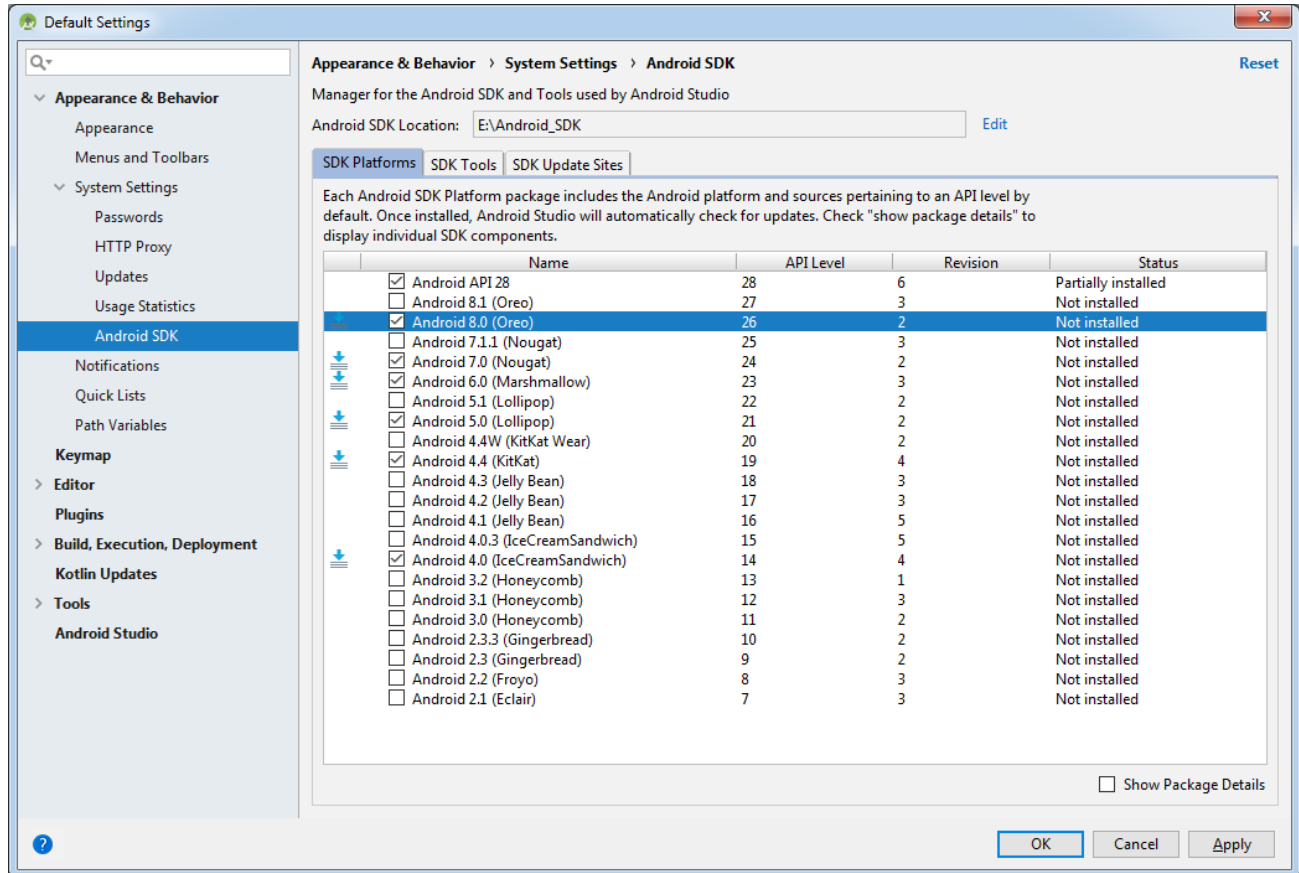 Default Settings
Appearance & Behavior
Appearance
Menus and Toolbars
System Settings
Passwords
HTTP Proxy
Updates
Usage Statistics
Android SDK
Notifications
Quick Lists
Path Variables
Keymap
Editor
Plugins
Build, Execution, Deployment
Kotlin Updates
Tools
Android Studio
Appearance & Behavior > System Settings > Android SDK Reset
Manager for the Android SDK and Tools used by Android Studio
Android SDK Location: E:\Android_SDK Edit
SDK Platforms SDK Tools SDK Update Sites
Each Android SDK Platform package includes the Android platform and sources pertaining to an API level by
default. Once installed, Android Studio will automatically check for updates. Check "show package details" to
display individual SDK components.
Name API Level Revision Status
Android API 28 28 6 Partially installed
Android 8.1 (Oreo) 27 3 Not installed
Android 8.0 (Oreo) 26 2 Not installed
Android 7.1.1 (Nougat) 25 3 Not installed
Android 7.0 (Nougat) 24 2 Not installed
Android 6.0 (Marshmallow) 23 3 Not installed
Android 5.1 (Lollipop) 22 2 Not installed
Android 5.0 (Lollipop) 21 2 Not installed
Android 4.4W (KitKat Wear) 20 2 Not installed
Android 4.4 (KitKat) 19 4 Not installed
Android 4.3 (Jelly Bean) 18 3 Not installed
Android 4.2 (Jelly Bean) 17 3 Not installed
Android 4.1 (Jelly Bean) 16 5 Not installed
Android 4.0.3 (IceCreamSandwich) 15 5 Not installed
Android 4.0 (IceCreamSandwich) 14 4 Not installed
Android 3.2 (Honeycomb) 13 1 Not installed
Android 3.1 (Honeycomb) 12 3 Not installed
Android 3.0 (Honeycomb) 11 2 Not installed
Android 2.3.3 (Gingerbread) 10 2 Not installed
Android 2.3 (Gingerbread) 9 2 Not installed
Android 2.2 (Froyo) 8 3 Not installed
Android 2.1 (Eclair) 7 3 Not installed
Show Package Details
? OK Cancel Apply